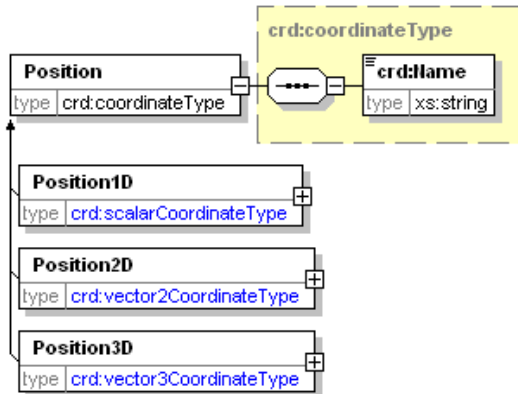 crd:coordinateType
Position
type crd:coordinateType
crd:Name
type xs:string
Position1D
type crd:scalarCoordinateType
Position2D
type crd:vector2CoordinateType
Position3D
type crd:vector3CoordinateType